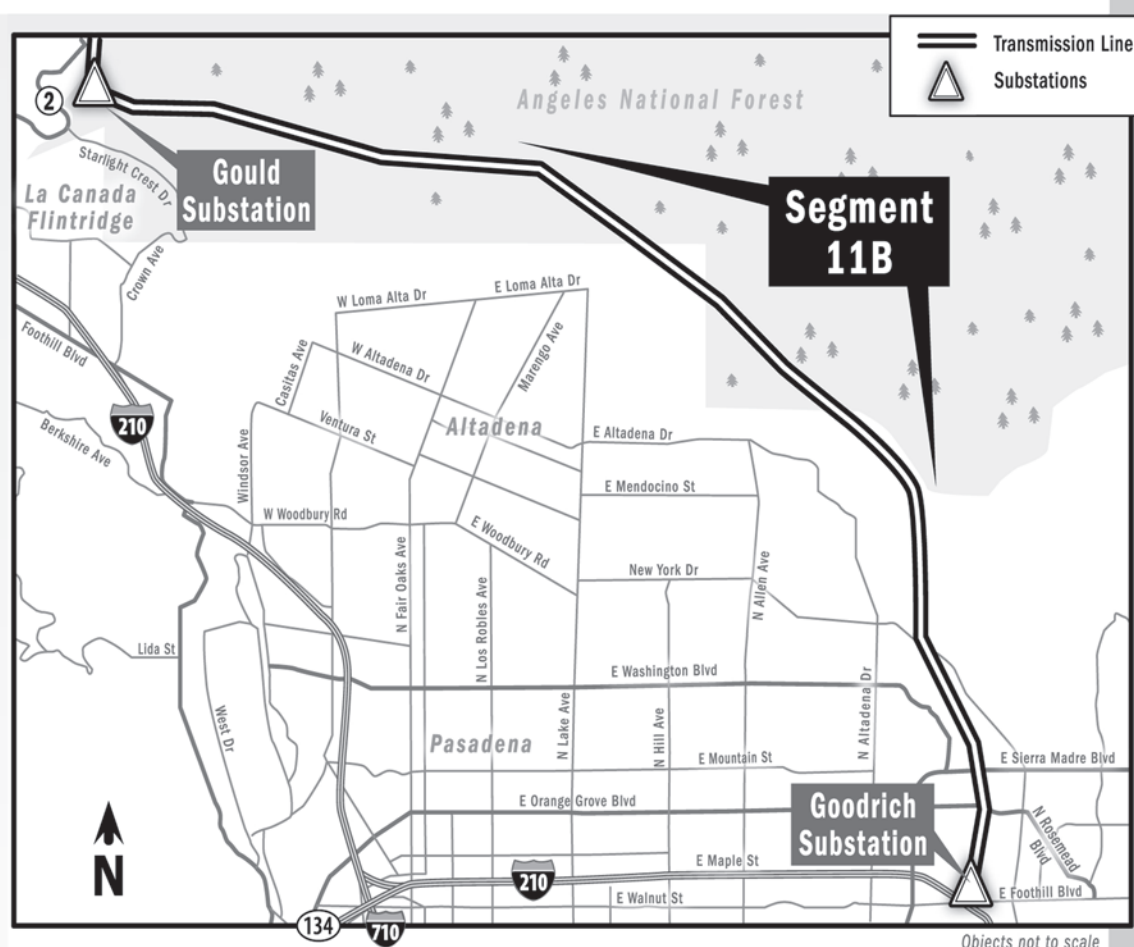 Transmission Line
Substations
Angeles National Forest
2
Starlight Crest Dr
Gould
Substation
La Canada
Flintridge
Segment
11B
Crown Ave
W Loma Alta Dr
E Loma Alta Dr
Foothill Blvd
Casitas Ave
W Altadena Dr
Marengo Ave
210
Ventura St
Altadena
E Altadena Dr
Berkshire Ave
Windsor Ave
E Mendocino St
W Woodbury Rd
E Woodbury Rd
N Fair Oaks Ave
New York Dr
N Allen Ave
N Los Robles Ave
Lida St
E Washington Blvd
West Dr
N Lake Ave
N Hill Ave
N Altadena Dr
Pasadena
E Mountain St
E Sierra Madre Blvd
E Orange Grove Blvd
Goodrich
Substation
N Rosemead
Blvd
E Maple St
N
210
E Walnut St
E Foothill Blvd
134
710
Objects not to scale